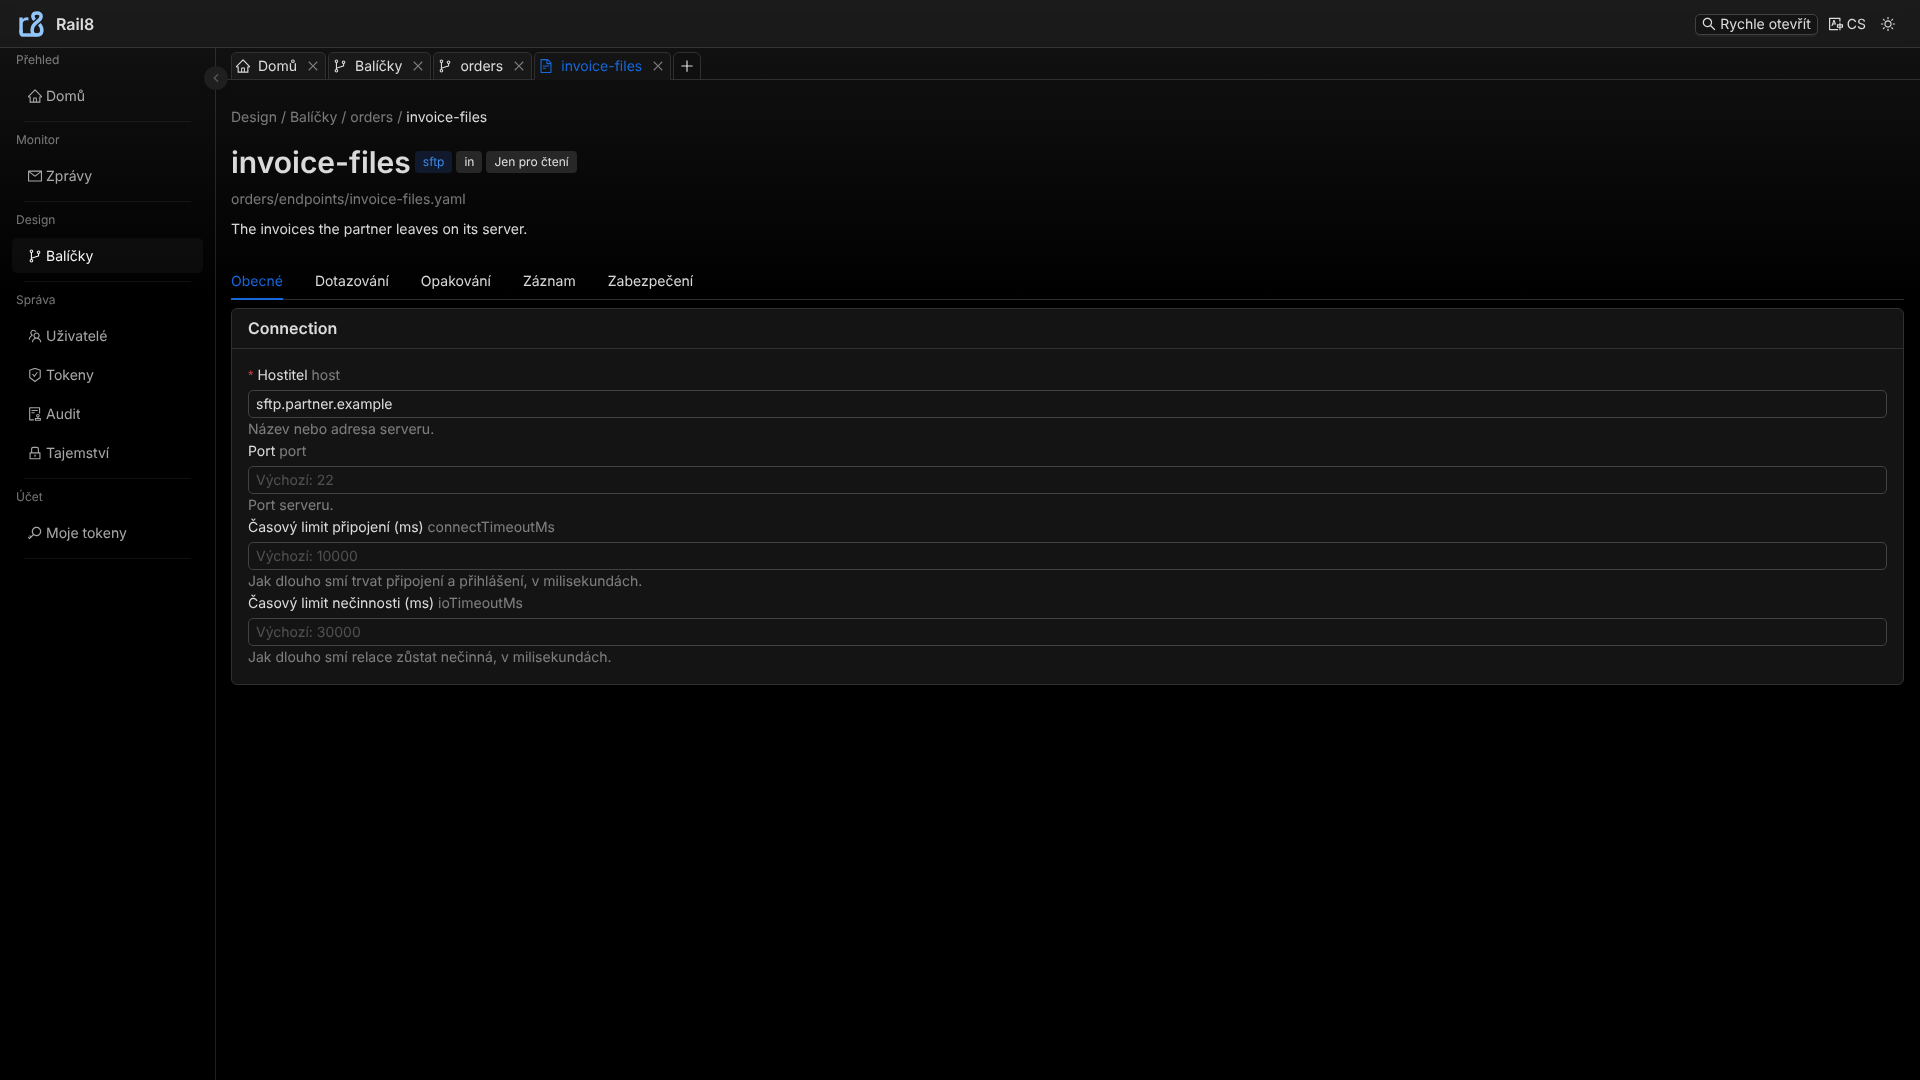 Rail8
Rychle otevřít
CS
Přehled
Domů
Monitor
Zprávy
Design
Balíčky
Správa
Uživatelé
Tokeny
Audit
Tajemství
Účet
Moje tokeny
Domů
Balíčky
orders
invoice-files
Design / Balíčky / orders / invoice-files
invoice-files sftp in Jen pro čtení
orders/endpoints/invoice-files.yaml
The invoices the partner leaves on its server.
Obecné Dotazování Opakování Záznam Zabezpečení
Connection
* Hostitel host
sftp.partner.example
Název nebo adresa serveru.
Port port
Výchozí: 22
Port serveru.
Časový limit připojení (ms) connectTimeoutMs
Výchozí: 10000
Jak dlouho smí trvat připojení a přihlášení, v milisekundách.
Časový limit nečinnosti (ms) ioTimeoutMs
Výchozí: 30000
Jak dlouho smí relace zůstat nečinná, v milisekundách.